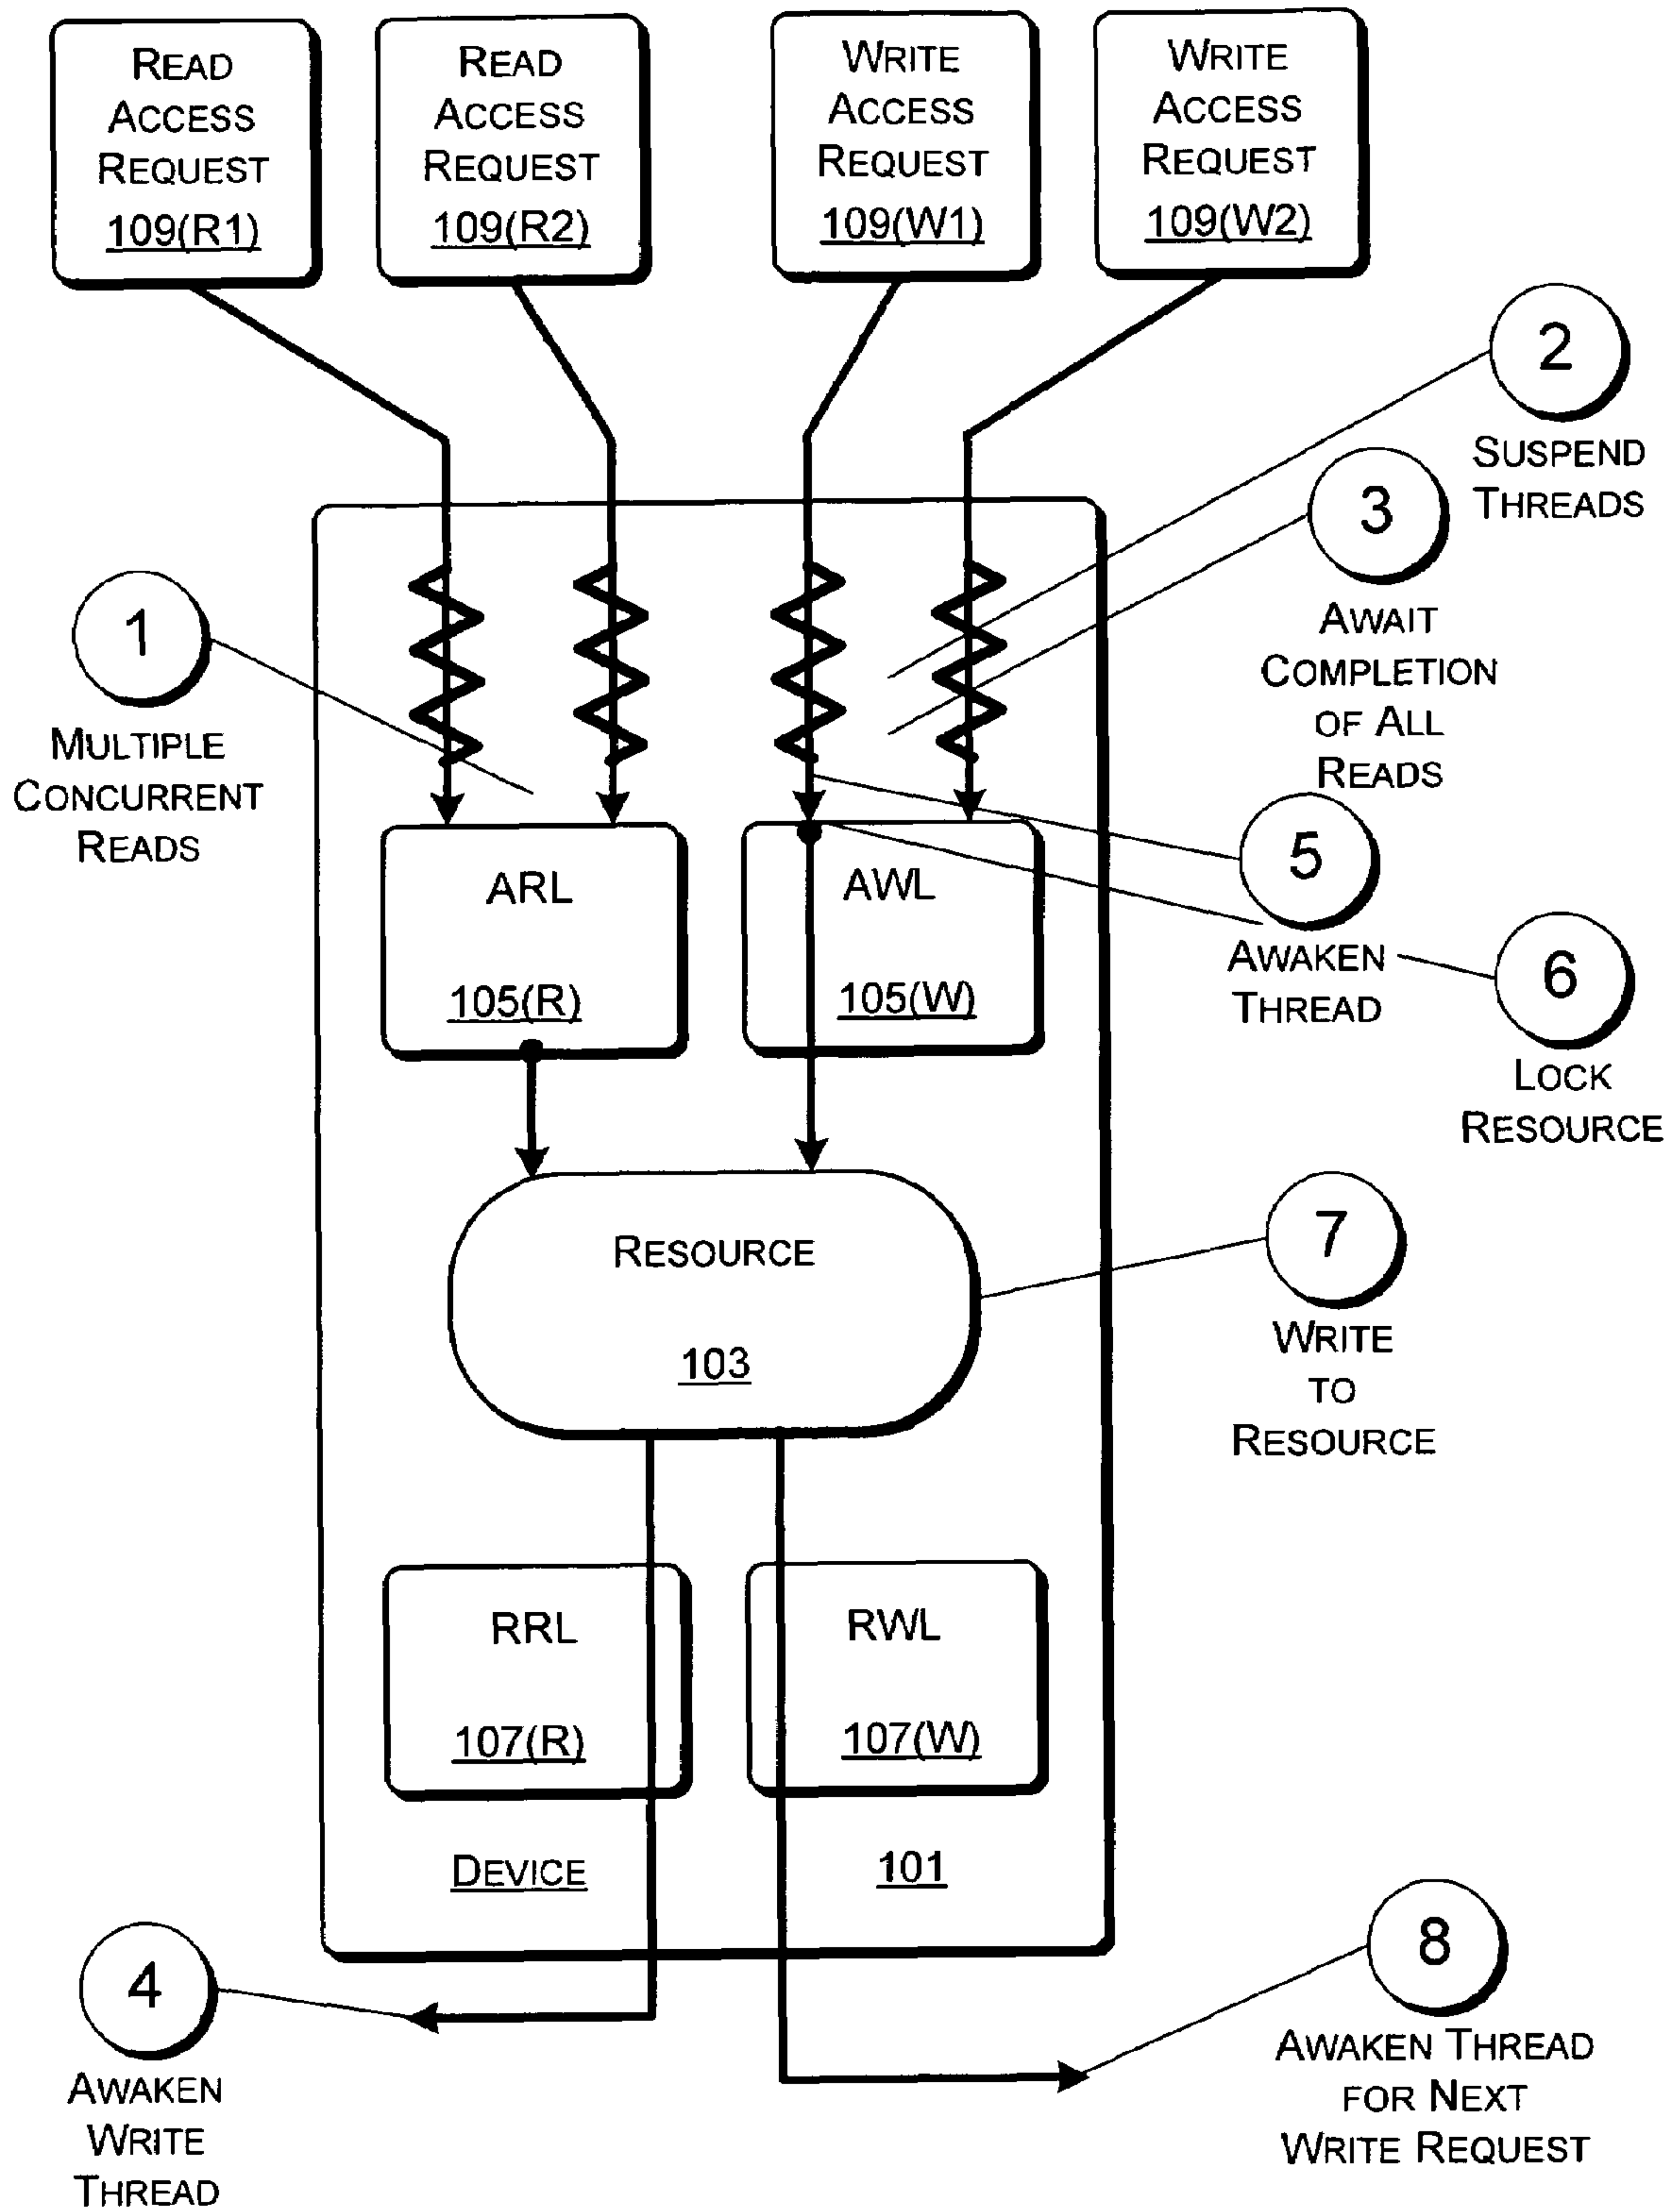 READ
ACCESS
REQUEST
109(R1)
READ
ACCESS
REQUEST
109(R2)
WRITE
ACCESS
REQUEST
109(W1)
WRITE
ACCESS
REQUEST
109(W2)
2
SUSPEND
THREADS
3
AWAIT
COMPLETION
OF ALL
READS
1
MULTIPLE
CONCURRENT
READS
ARL
105(R)
AWL
105(W)
5
AWAKEN
THREAD
6
LOCK
RESOURCE
RESOURCE
103
7
WRITE
TO
RESOURCE
RRL
107(R)
RWL
107(W)
DEVICE
101
4
AWAKEN
WRITE
THREAD
8
AWAKEN THREAD
FOR NEXT
WRITE REQUEST